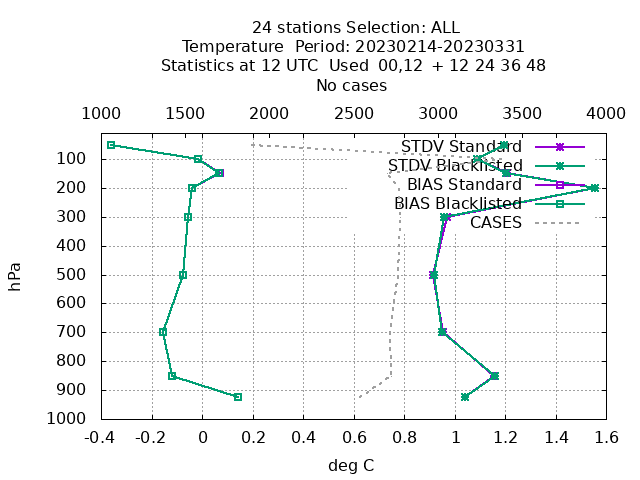 24 stations Selection: ALL
Temperature  Period: 20230214-20230331
Statistics at 12 UTC  Used  00,12  + 12 24 36 48
No cases
1000 1500 2000 2500 3000 3500 4000
STDV Standard
100
STDV Blacklisted
BIAS Standard
200
BIAS Blacklisted
300
CASES
400
hPa
500
600
700
800
900
1000
-0.4 -0.2 0 0.2 0.4 0.6 0.8 1 1.2 1.4 1.6
deg C